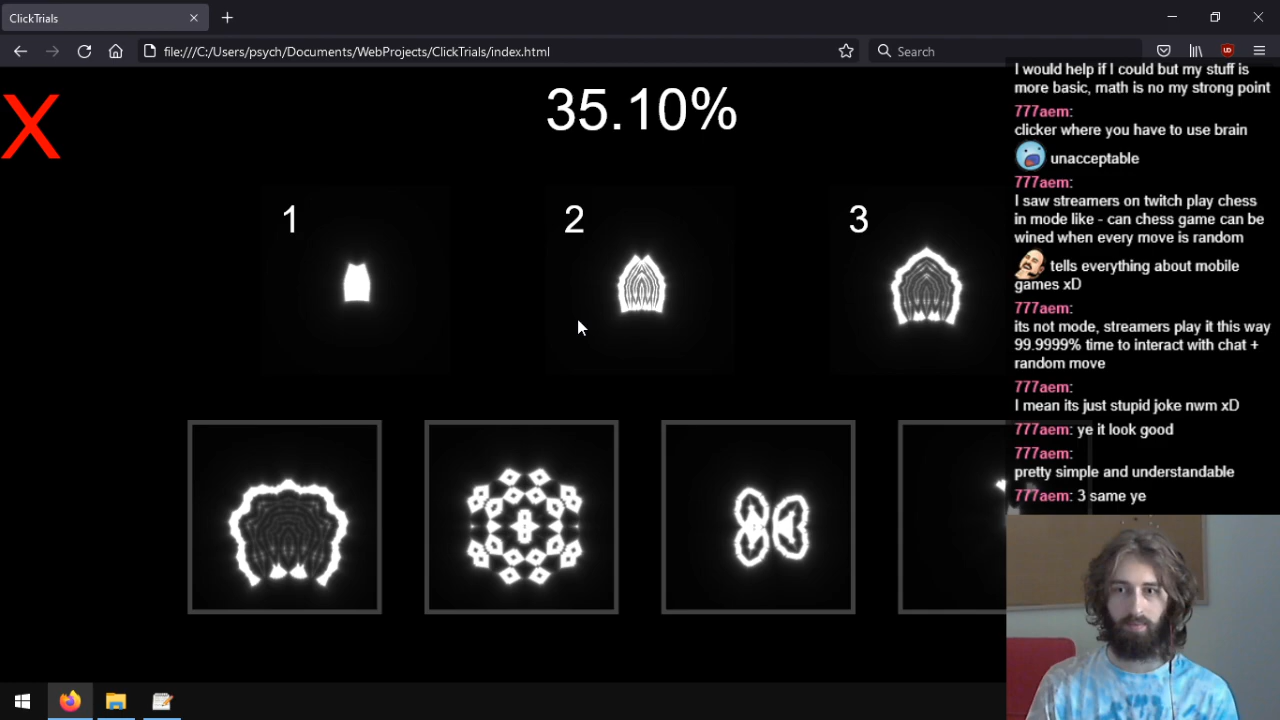 ClickTrials
file:///C:/Users/psych/Documents/WebProjects/ClickTrials/index.html
Search
X
35.10%
1
2
3
I would help if I could but my stuff is
more basic, math is no my strong point
777aem:
clicker where you have to use brain
unacceptable
777aem:
I saw streamers on twitch play chess
in mode like - can chess game can be
wined when every move is random
tells everything about mobile
games xD
777aem:
its not mode, streamers play it this way
99.9999% time to interact with chat +
random move
777aem:
I mean its just stupid joke nwm xD
777aem: ye it look good
777aem:
pretty simple and understandable
777aem: 3 same ye